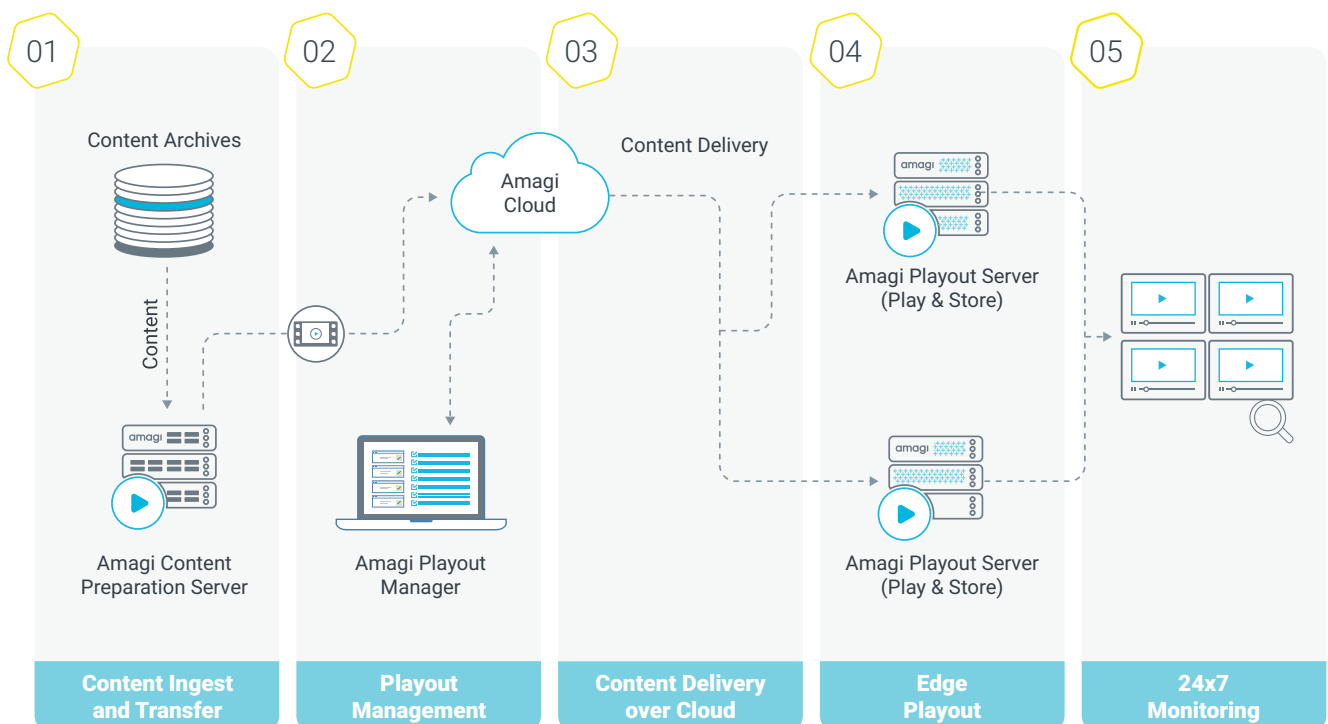 01
Content Archives
Content
amagi
Amagi Content
Preparation Server
Content Ingest
and Transfer
02
Amagi
Cloud
Amagi Playout
Manager
Playout
Management
03
Content Delivery
Content Delivery
over Cloud
04
amagi
Amagi Playout Server
(Play & Store)
amagi
Amagi Playout Server
(Play & Store)
Edge
Playout
05
24x7
Monitoring